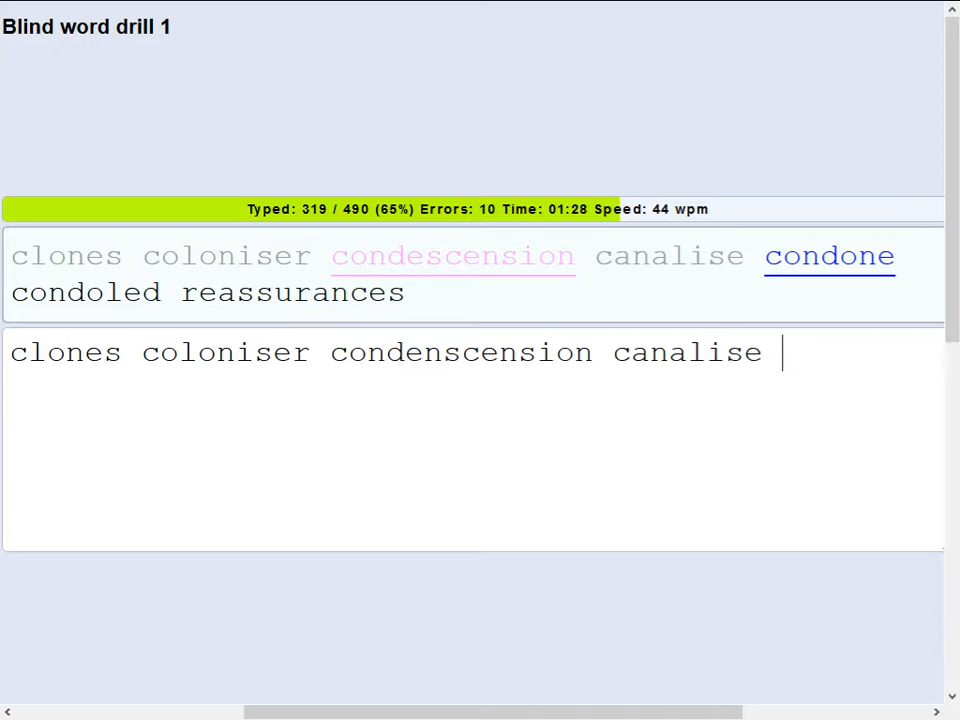 Blind word drill 1
Typed: 319 / 490 (65%) Errors: 10 Time: 01:28 Speed: 44 wpm
clones coloniser condescension canalise condone
condoled reassurances
clones coloniser condenscension canalise